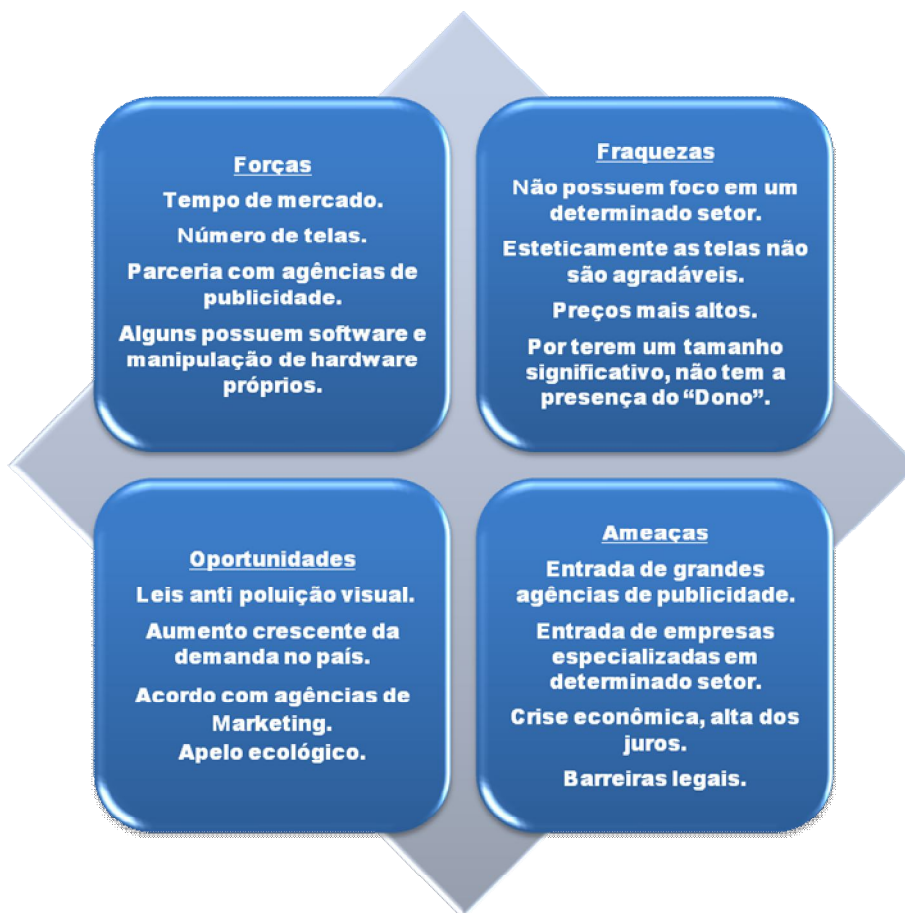 Forças
Tempo de mercado.
Número de telas.
Parceria com agências de
publicidade.
Alguns possuem software e
manipulação de hardware
próprios.
Fraquezas
Não possuem foco em um
determinado setor.
Esteticamente as telas não
são agradáveis.
Preços mais altos.
Por terem um tamanho
significativo, não tem a
presença do “Dono”.
Oportunidades
Leis anti poluição visual.
Aumento crescente da
demanda no país.
Acordo com agências de
Marketing.
Apelo ecológico.
Ameaças
Entrada de grandes
agências de publicidade.
Entrada de empresas
especializadas em
determinado setor.
Crise econômica, alta dos
juros.
Barreiras legais.